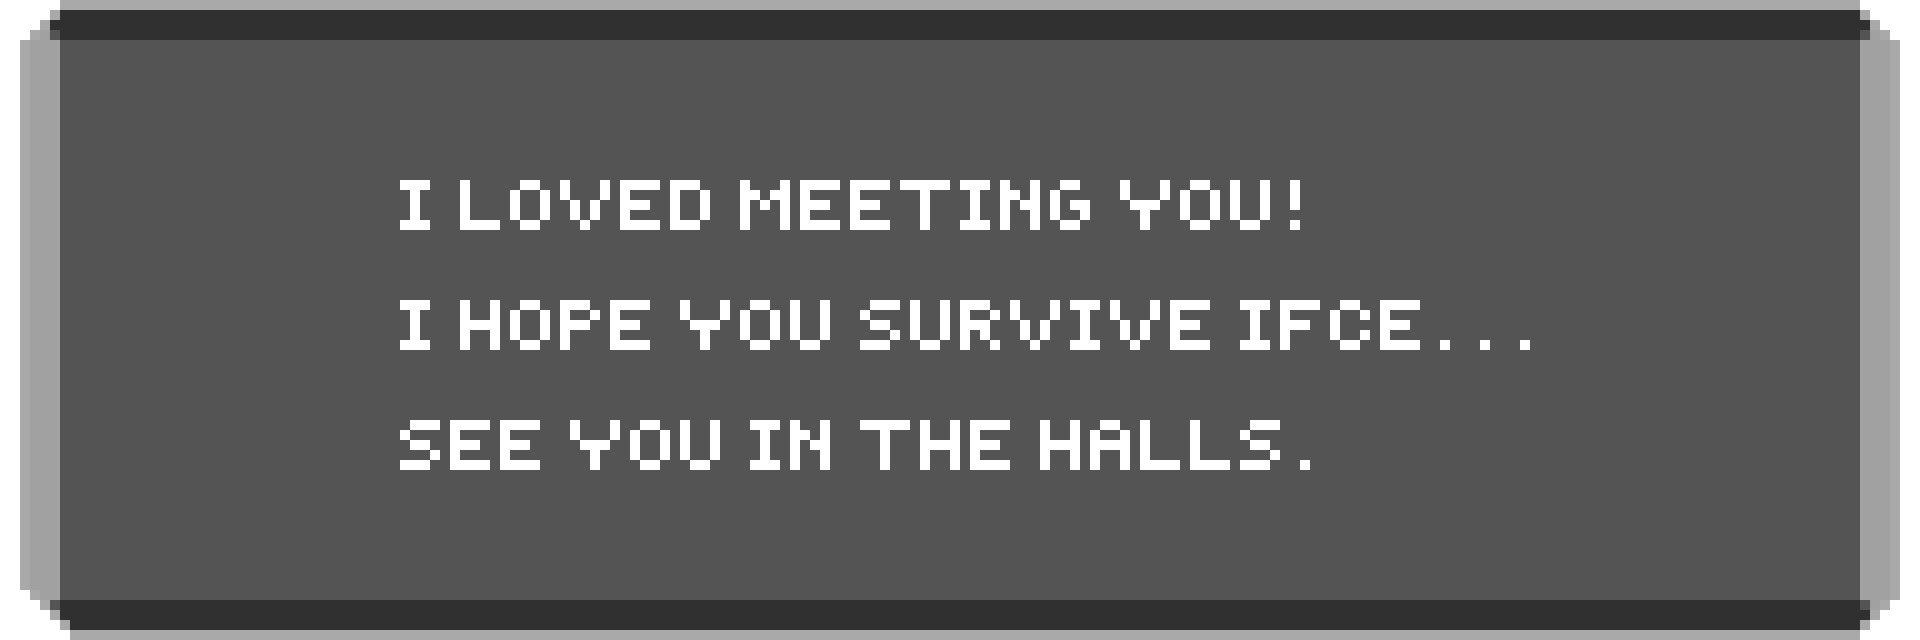 I LOVED MEETING YOU!
I HOPE YOU SURVIVE IFCE...
SEE YOU IN THE HALLS.